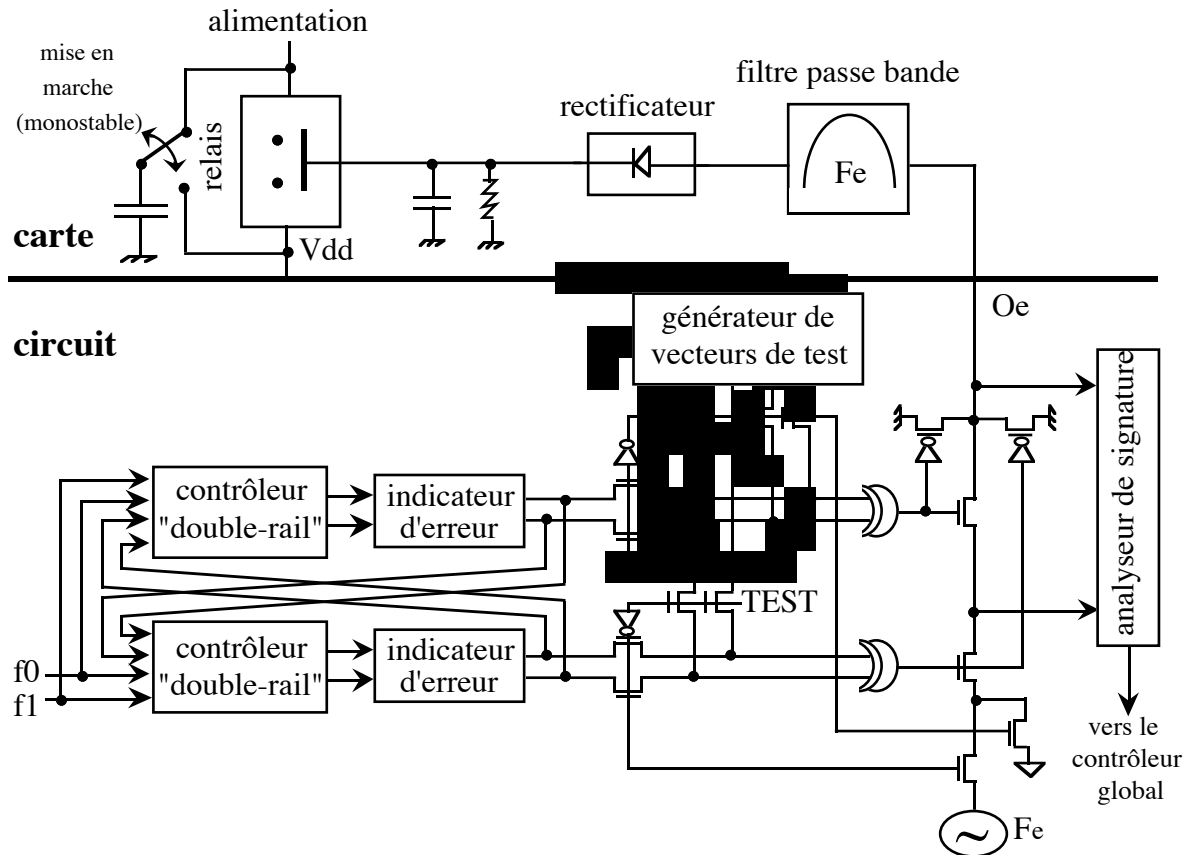 alimentation
mise en
marche
(monostable)
relais
rectificateur
filtre passe bande
Fe
carte
Vdd
Oe
circuit
générateur de
vecteurs de test
analyseur de signature
contrôleur
"double-rail"
indicateur
d'erreur
TEST
contrôleur
"double-rail"
indicateur
d'erreur
f0
f1
vers le
contrôleur
global
~
Fe